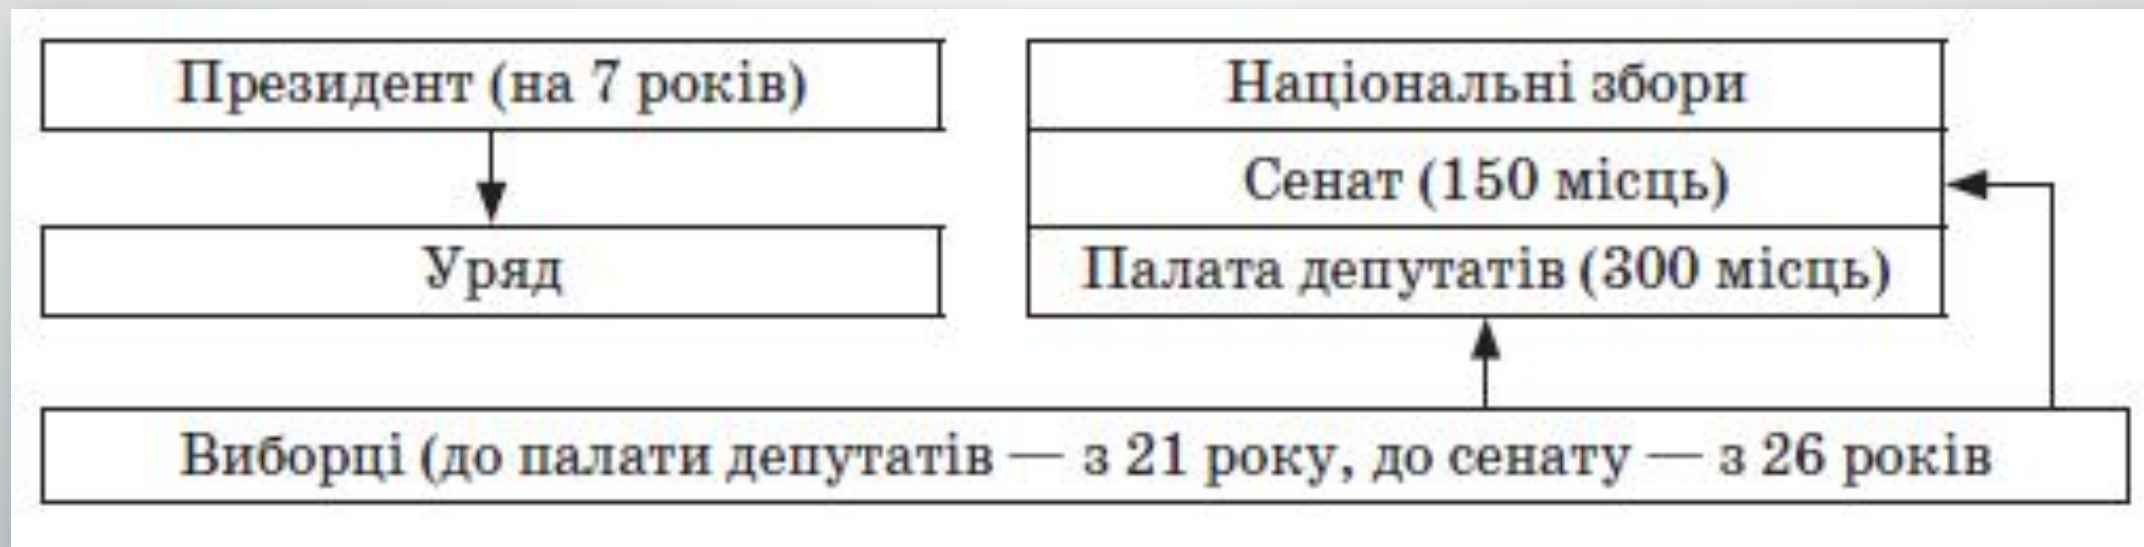 Президент (на 7 років)
Уряд
Національні збори
Сенат (150 місць)
Палата депутатів (300 місць)
Виборці (до палати депутатів — з 21 року, до сенату — з 26 років